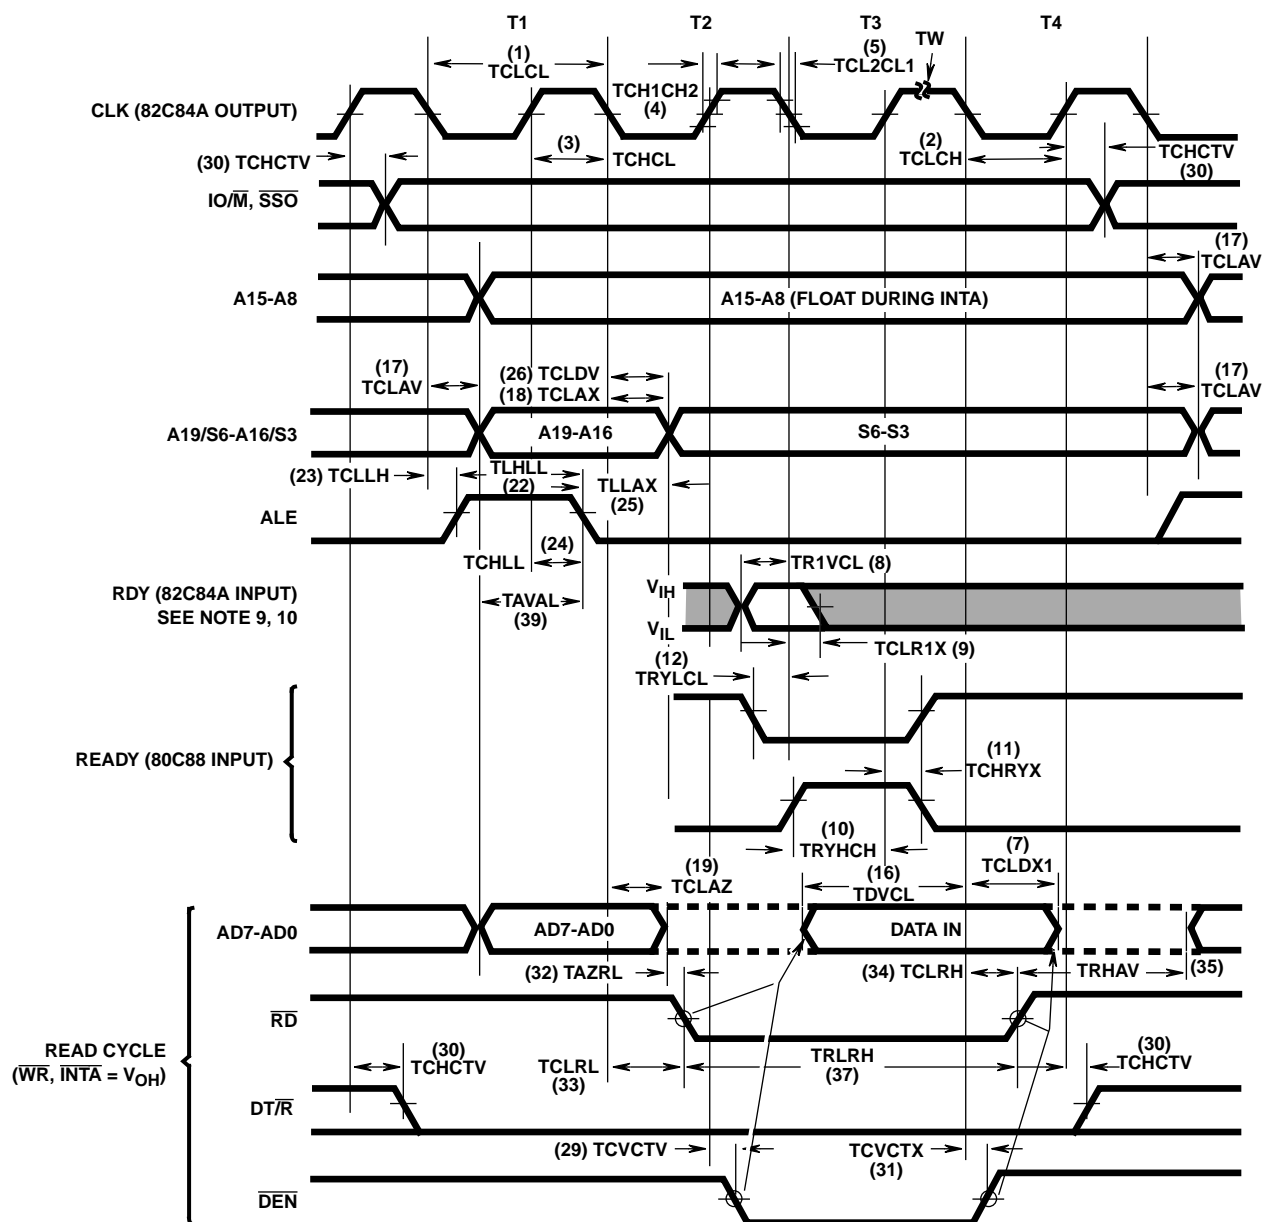 T1
T2
T3
T4
(1)
TCLCL
TCH1CH2
(4)
(5)
TCL2CL1
TW
CLK (82C84A OUTPUT)
(30) TCHCTV
(3)
TCHCL
(2)
TCLCH
TCHCTV
(30)
IO/M, SSO
(17)
TCLAV
A15-A8
A15-A8 (FLOAT DURING INTA)
(17)
TCLAV
(26) TCLDV
(18) TCLAX
(17)
TCLAV
A19/S6-A16/S3
A19-A16
S6-S3
(23) TCLLH
TLHLL
(22)
TLLAX
(25)
ALE
TCHLL
(24)
TR1VCL (8)
RDY (82C84A INPUT)
SEE NOTE 9, 10
VIH
VIL
TAVAL
(39)
TCLR1X (9)
(12)
TRYLCL
READY (80C88 INPUT)
(11)
TCHRYX
(10)
TRYHCH
(7)
TCLDX1
(19)
TCLAZ
(16)
TDVCL
AD7-AD0
AD7-AD0
DATA IN
(32) TAZRL
(34) TCLRH
TRHAV
(35)
RD
READ CYCLE
(WR, INTA = VOH)
(30)
TCHCTV
TCLRL
(33)
TRLRH
(37)
(30)
TCHCTV
DT/R
(29) TCVCTV
TCVCTX
(31)
DEN